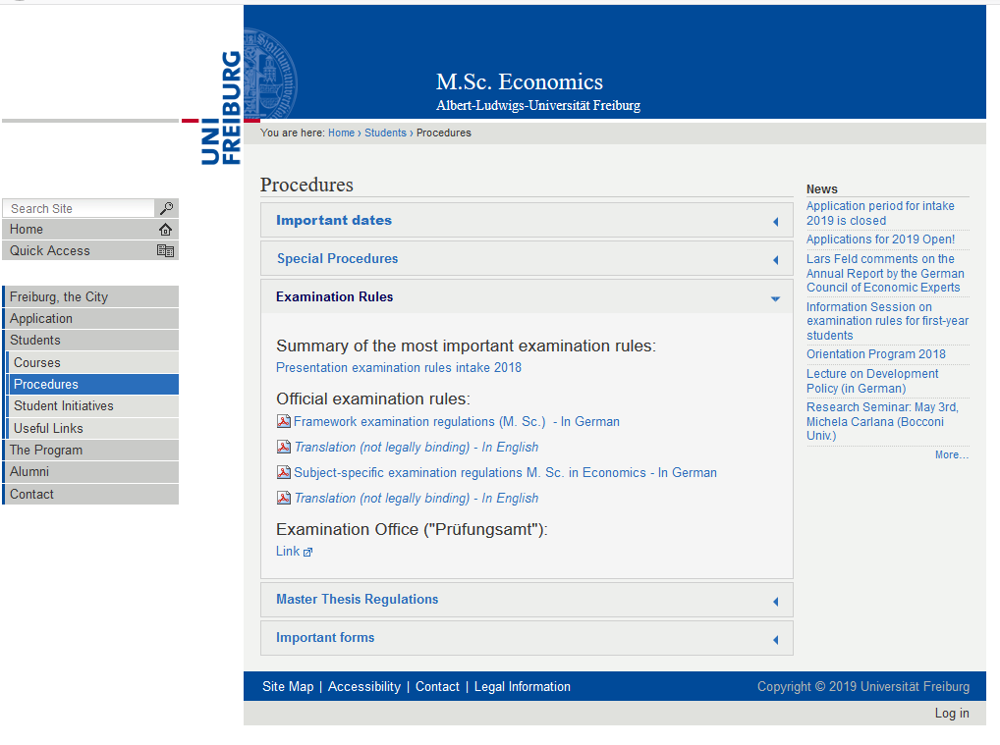 UNI
FREIBURG
M.Sc. Economics
Albert-Ludwigs-Universität Freiburg
You are here: Home › Students › Procedures
Search Site
Home
Quick Access
Freiburg, the City
Application
Students
Courses
Procedures
Student Initiatives
Useful Links
The Program
Alumni
Contact
Procedures
Important dates
Special Procedures
Examination Rules
Summary of the most important examination rules:
Presentation examination rules intake 2018
Official examination rules:
Framework examination regulations (M. Sc.)  - In German
Translation (not legally binding) - In English
Subject-specific examination regulations M. Sc. in Economics - In German
Translation (not legally binding) - In English
Examination Office ("Prüfungsamt"):
Link
Master Thesis Regulations
Important forms
News
Application period for intake
2019 is closed
Applications for 2019 Open!
Lars Feld comments on the
Annual Report by the German
Council of Economic Experts
Information Session on
examination rules for first-year
students
Orientation Program 2018
Lecture on Development
Policy (in German)
Research Seminar: May 3rd,
Michela Carlana (Bocconi
Univ.)
More…
Site Map | Accessibility | Contact | Legal Information
Copyright © 2019 Universität Freiburg
Log in